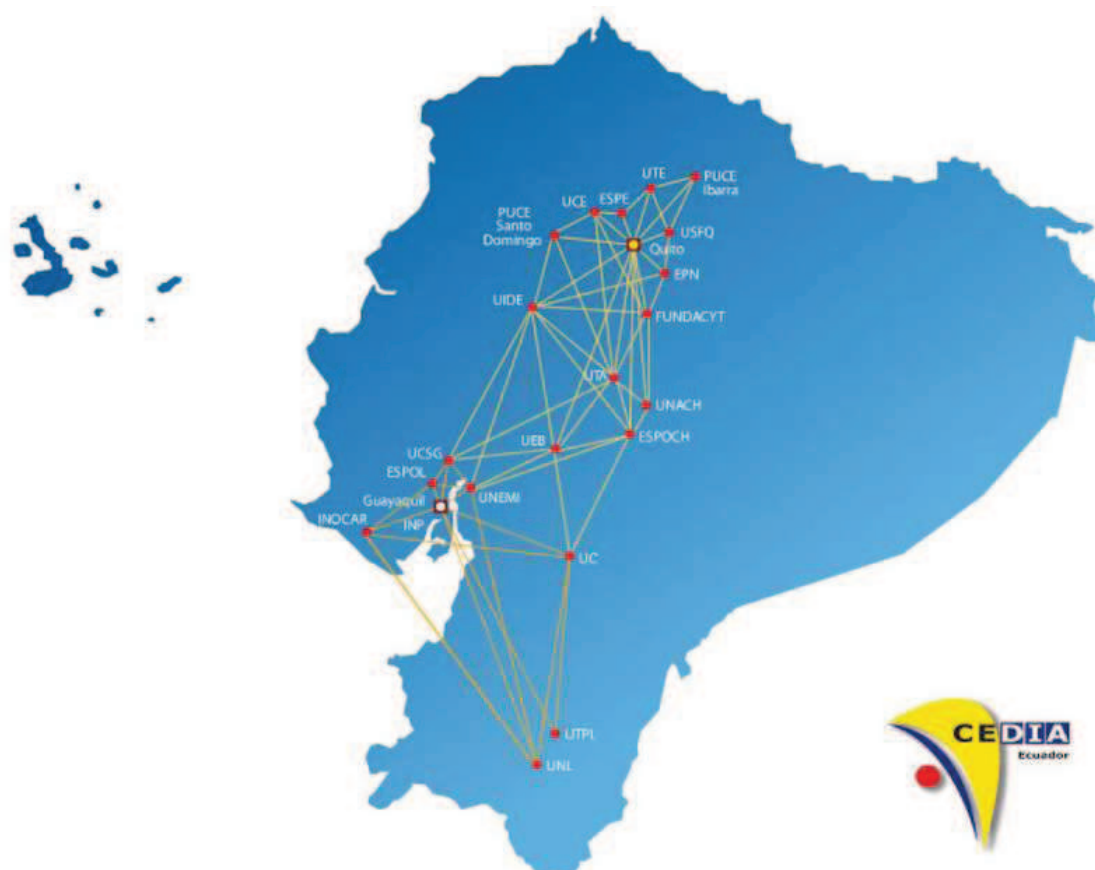 UTE
PUCE
Ibarra
UCE
ESPE
PUCE
Santo
Domingo
USFQ
Quito
EPN
UIDE
FUNDACYT
UTA
UNACH
UEB
ESPOCH
UCSG
ESPOL
UNEMI
Guayaquil
INOCAR
INP
UC
UTPL
UNL
CEDIA
Ecuador